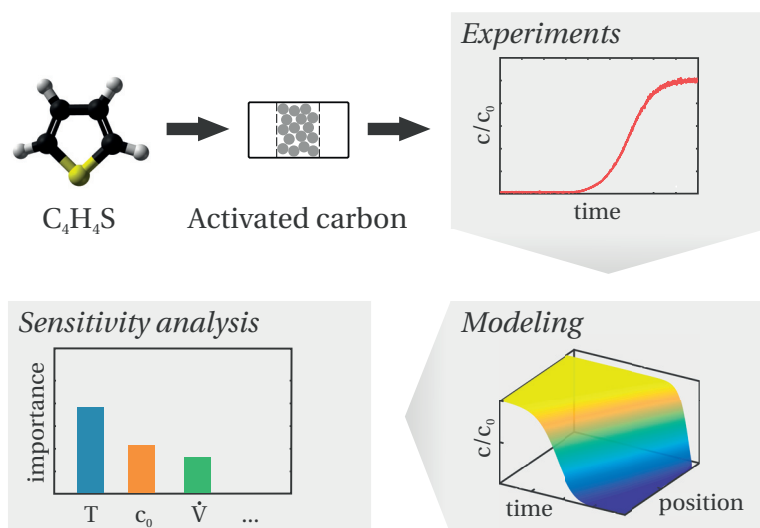 Experiments
c/c₀
time
C₄H₄S
Activated carbon
Sensitivity analysis
importance
T c₀ V̇ ...
Modeling
c/c₀
time
position